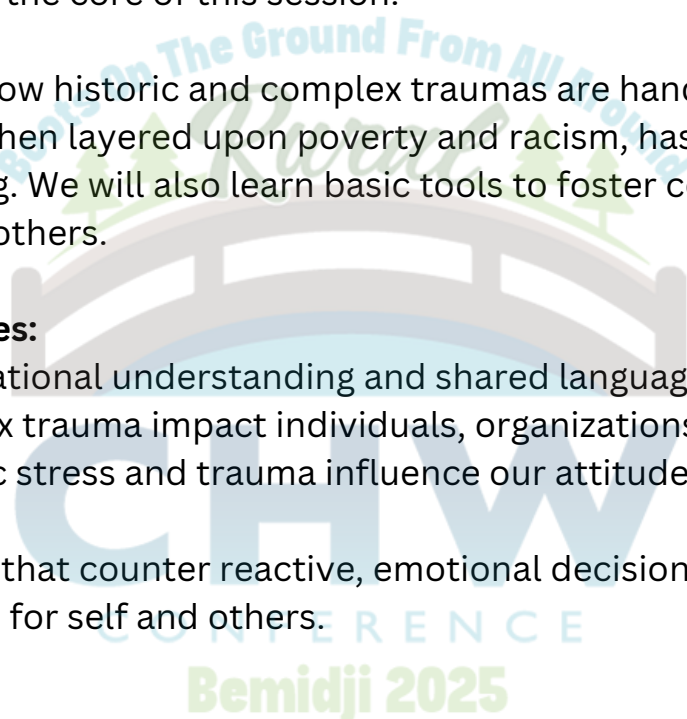 the core of this session.
Boots On The Ground From All Around
ow historic and complex traumas are hand
hen layered upon poverty and racism, has
Rural
g. We will also learn basic tools to foster c
others.
es:
ational understanding and shared languag
x trauma impact individuals, organizations
c stress and trauma influence our attitude
CHW
that counter reactive, emotional decision
for self and others.
CONFERENCE
Bemidji 2025